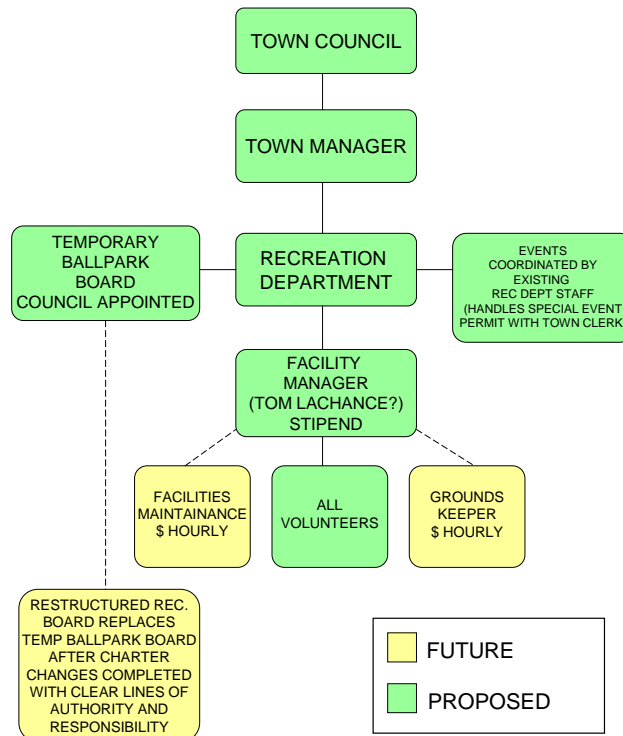 TOWN COUNCIL
TOWN MANAGER
TEMPORARY
BALLPARK
BOARD
COUNCIL APPOINTED
RECREATION
DEPARTMENT
EVENTS
COORDINATED BY
EXISTING
REC DEPT STAFF
(HANDLES SPECIAL EVENT
PERMIT WITH TOWN CLERK
FACILITY
MANAGER
(TOM LACHANCE?)
STIPEND
FACILITIES
MAINTAINANCE
$ HOURLY
ALL
VOLUNTEERS
GROUNDS
KEEPER
$ HOURLY
RESTRUCTURED REC.
BOARD REPLACES
TEMP BALLPARK BOARD
AFTER CHARTER
CHANGES COMPLETED
WITH CLEAR LINES OF
AUTHORITY AND
RESPONSIBILITY
FUTURE
PROPOSED